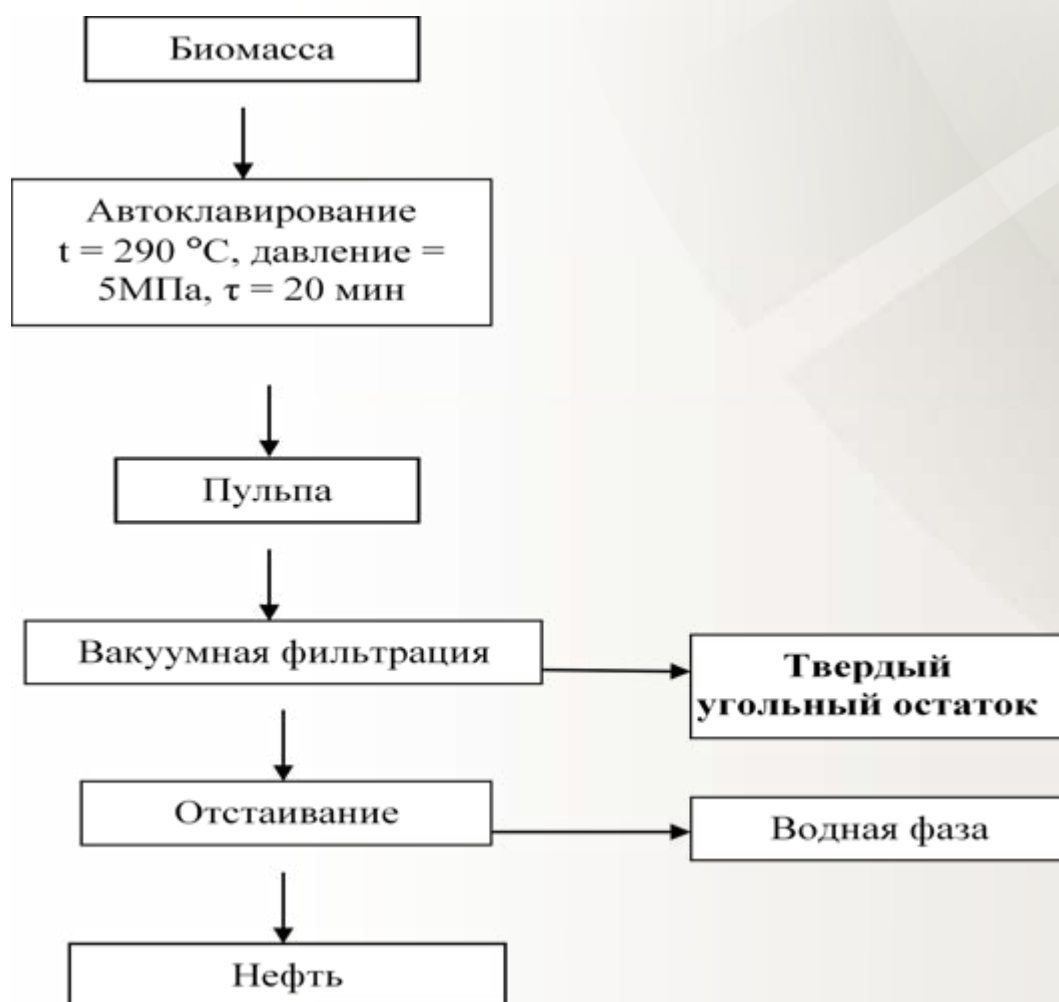 Биомасса
Автоклавирование
t = 290 °C, давление =
5МПа, τ = 20 мин
Пульпа
Вакуумная фильтрация
Твердый
угольный остаток
Отстаивание
Водная фаза
Нефть